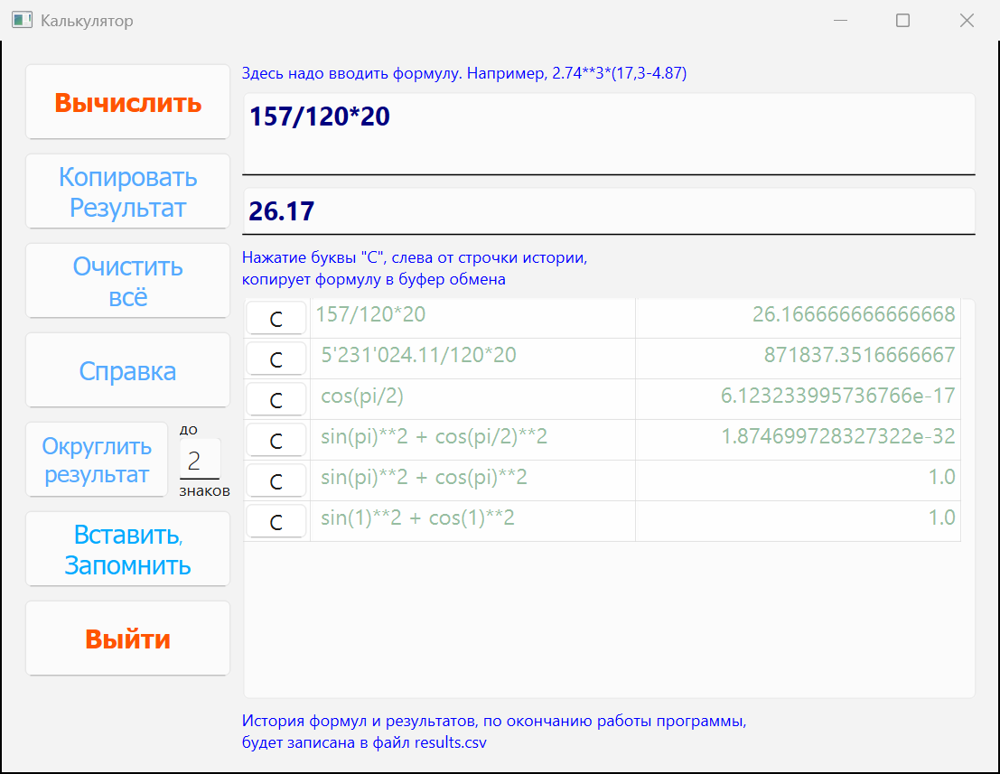 Калькулятор
Вычислить
Копировать
Результат
Очистить
всё
Справка
Округлить
результат
до
2
знаков
Вставить,
Запомнить
Выйти
Здесь надо вводить формулу. Например, 2.74**3*(17,3-4.87)
157/120*20
26.17
Нажатие буквы "С", слева от строчки истории,
копирует формулу в буфер обмена
C 157/120*20 26.166666666666668
C 5'231'024.11/120*20 871837.3516666667
C cos(pi/2) 6.123233995736766e-17
C sin(pi)**2 + cos(pi/2)**2 1.874699728327322e-32
C sin(pi)**2 + cos(pi)**2 1.0
C sin(1)**2 + cos(1)**2 1.0
История формул и результатов, по окончанию работы программы,
будет записана в файл results.csv